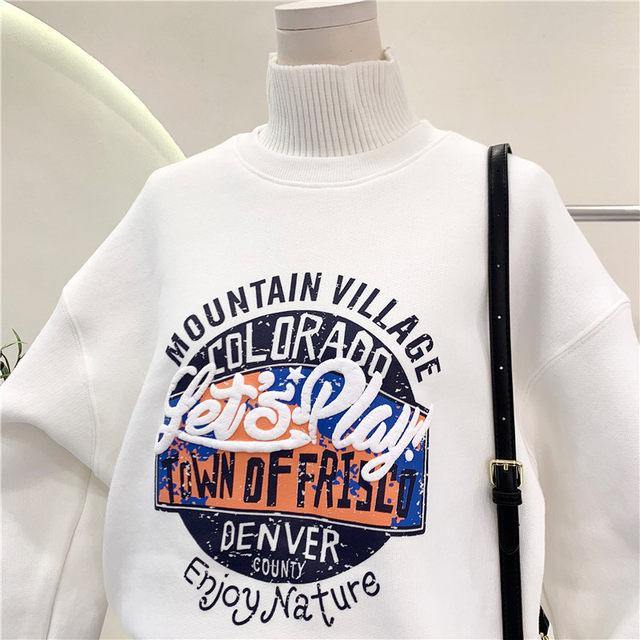 MOUNTAIN VILLAGE
COLORADO
Let's Play!
TOWN OF FRISCO
DENVER
COUNTY
Enjoy Nature